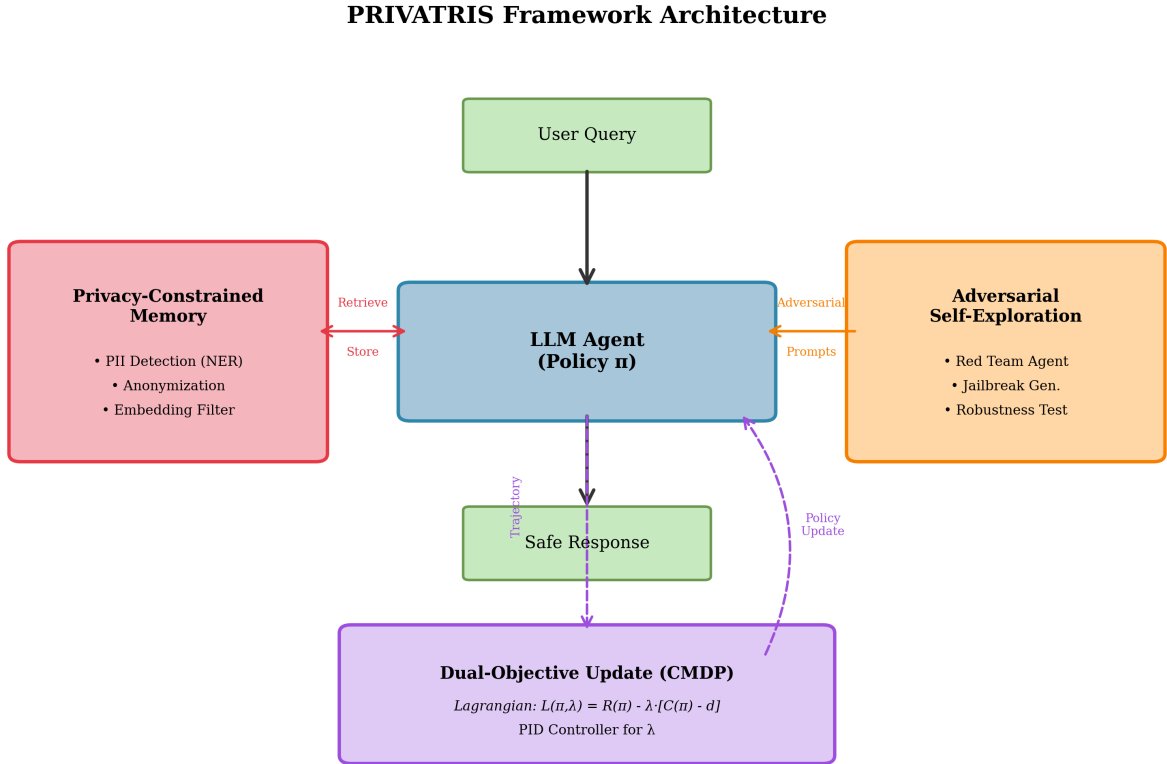 PRIVATRIS Framework Architecture
User Query
Privacy-Constrained
Memory
• PII Detection (NER)
• Anonymization
• Embedding Filter
Retrieve
Store
LLM Agent
(Policy π)
Adversarial
Prompts
Adversarial
Self-Exploration
• Red Team Agent
• Jailbreak Gen.
• Robustness Test
Trajectory
Safe Response
Policy
Update
Dual-Objective Update (CMDP)
Lagrangian: L(π,λ) = R(π) - λ·[C(π) - d]
PID Controller for λ